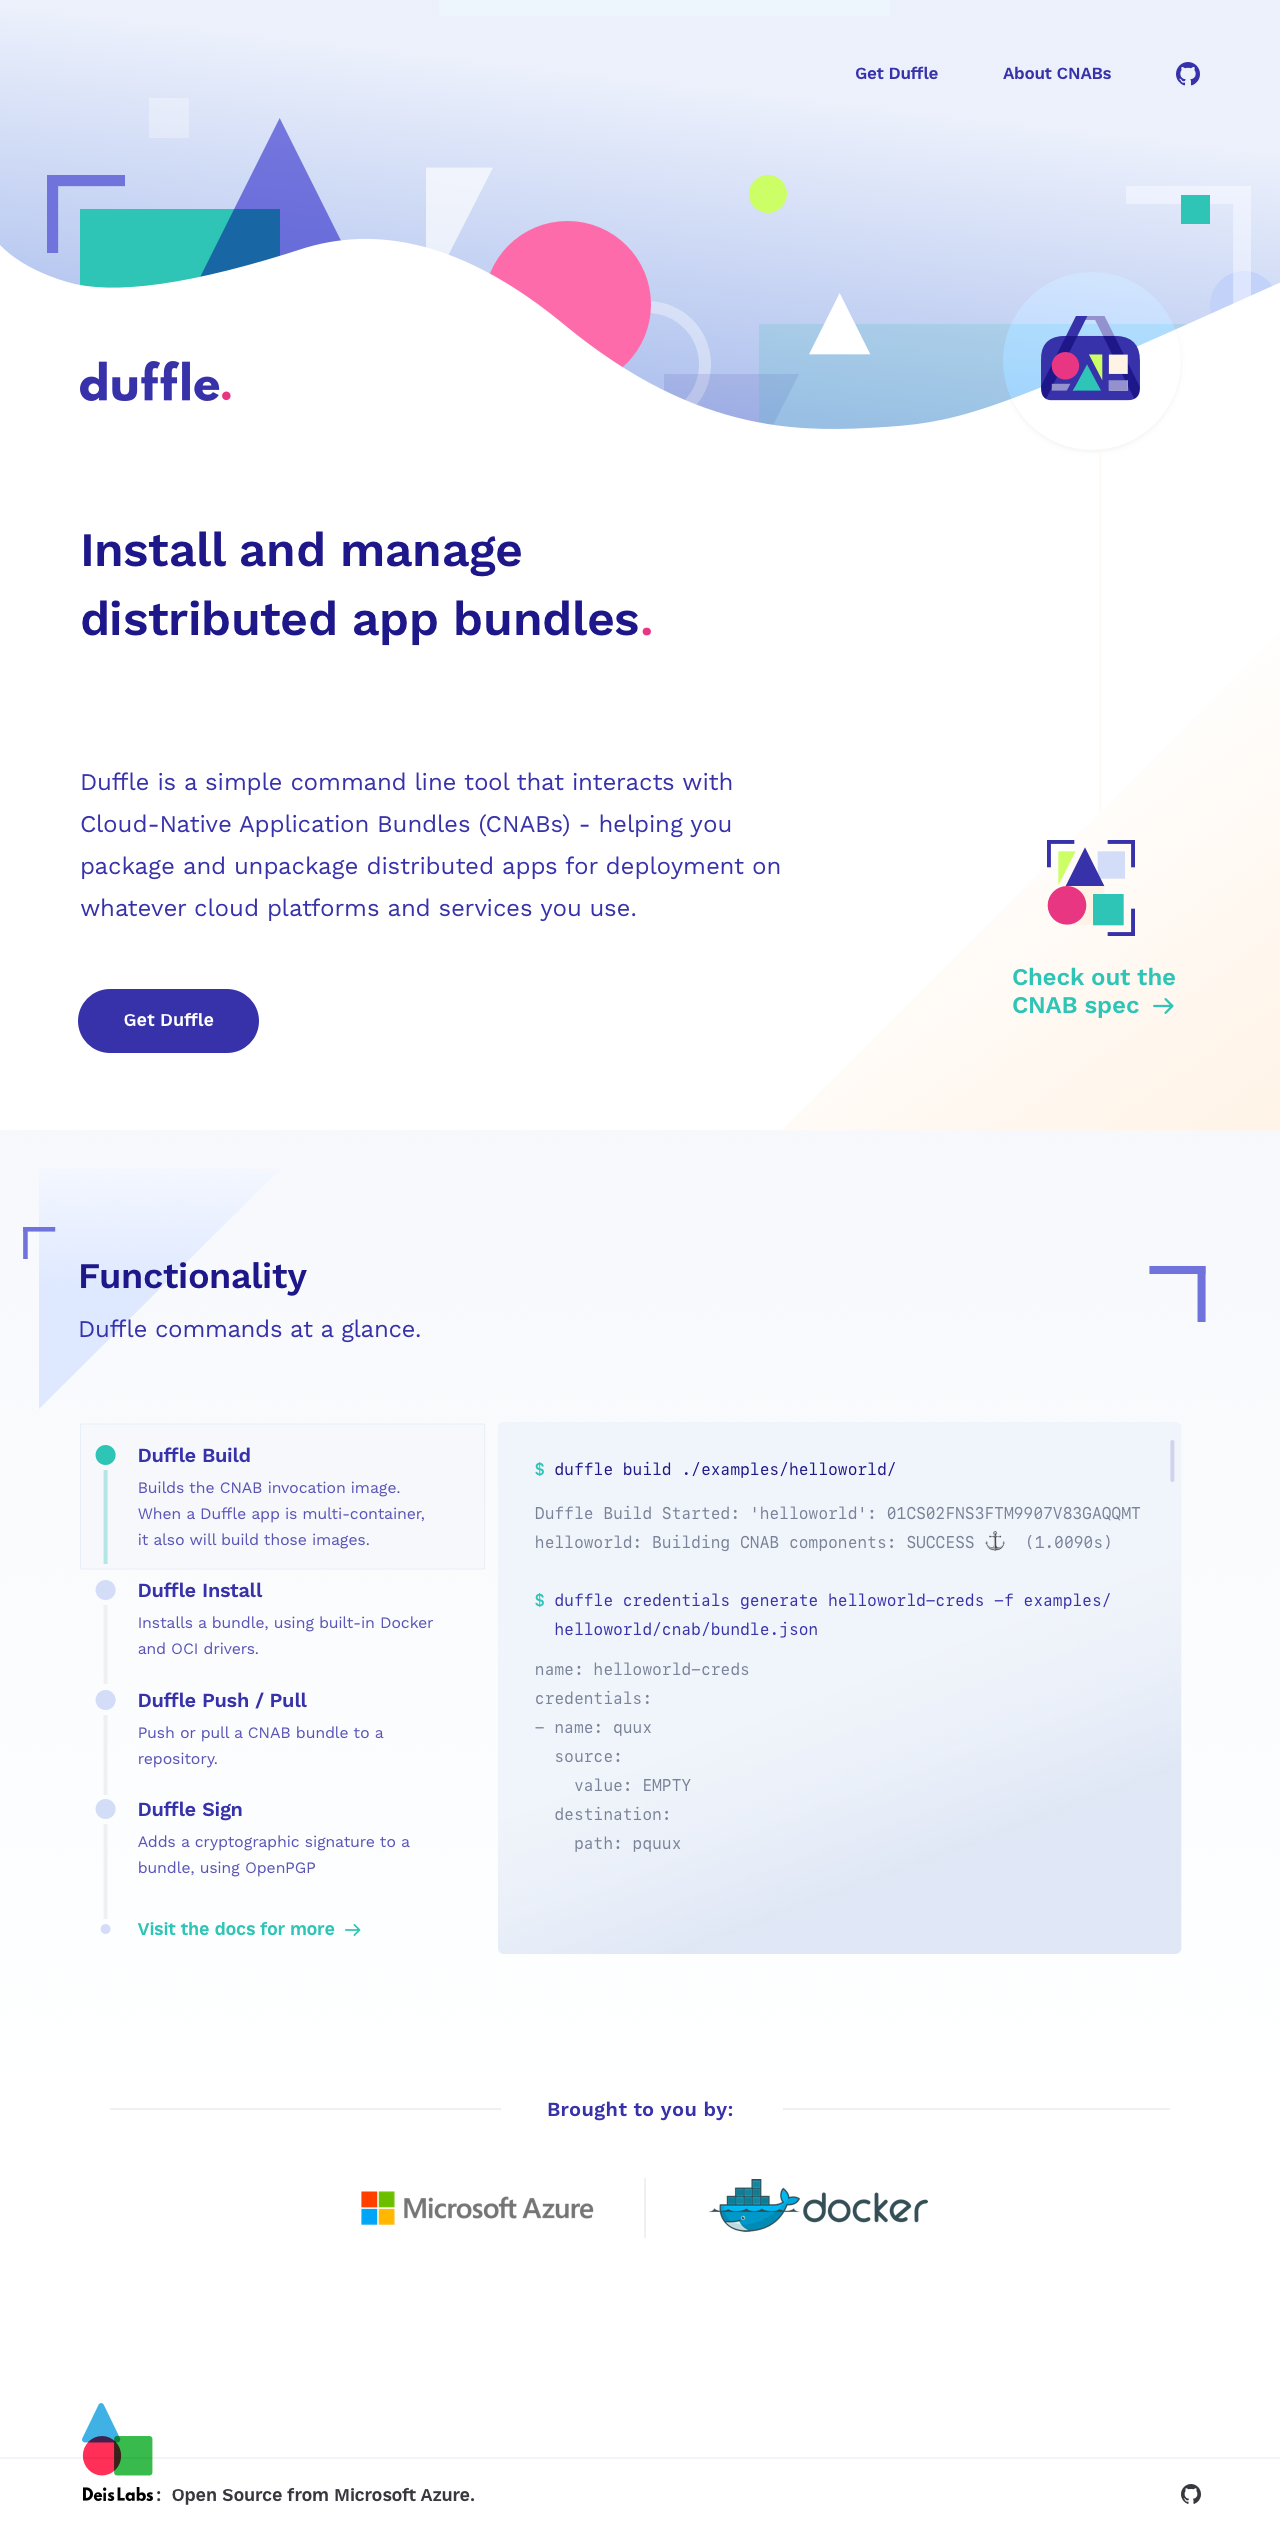 Get Duffle
About CNABs
duffle.
Install and manage
distributed app bundles.
Duffle is a simple command line tool that interacts with
Cloud-Native Application Bundles (CNABs) - helping you
package and unpackage distributed apps for deployment on
whatever cloud platforms and services you use.
Get Duffle
Check out the
CNAB spec →
Functionality
Duffle commands at a glance.
Duffle Build
Builds the CNAB invocation image.
When a Duffle app is multi-container,
it also will build those images.
Duffle Install
Installs a bundle, using built-in Docker
and OCI drivers.
Duffle Push / Pull
Push or pull a CNAB bundle to a
repository.
Duffle Sign
Adds a cryptographic signature to a
bundle, using OpenPGP
Visit the docs for more →
$ duffle build ./examples/helloworld/
Duffle Build Started: 'helloworld': 01CS02FNS3FTM9907V83GAQQMT
helloworld: Building CNAB components: SUCCESS ⚓ (1.0090s)
$ duffle credentials generate helloworld-creds -f examples/
helloworld/cnab/bundle.json
name: helloworld-creds
credentials:
- name: quux
source:
value: EMPTY
destination:
path: pquux
Brought to you by:
Microsoft Azure
docker
DeisLabs: Open Source from Microsoft Azure.